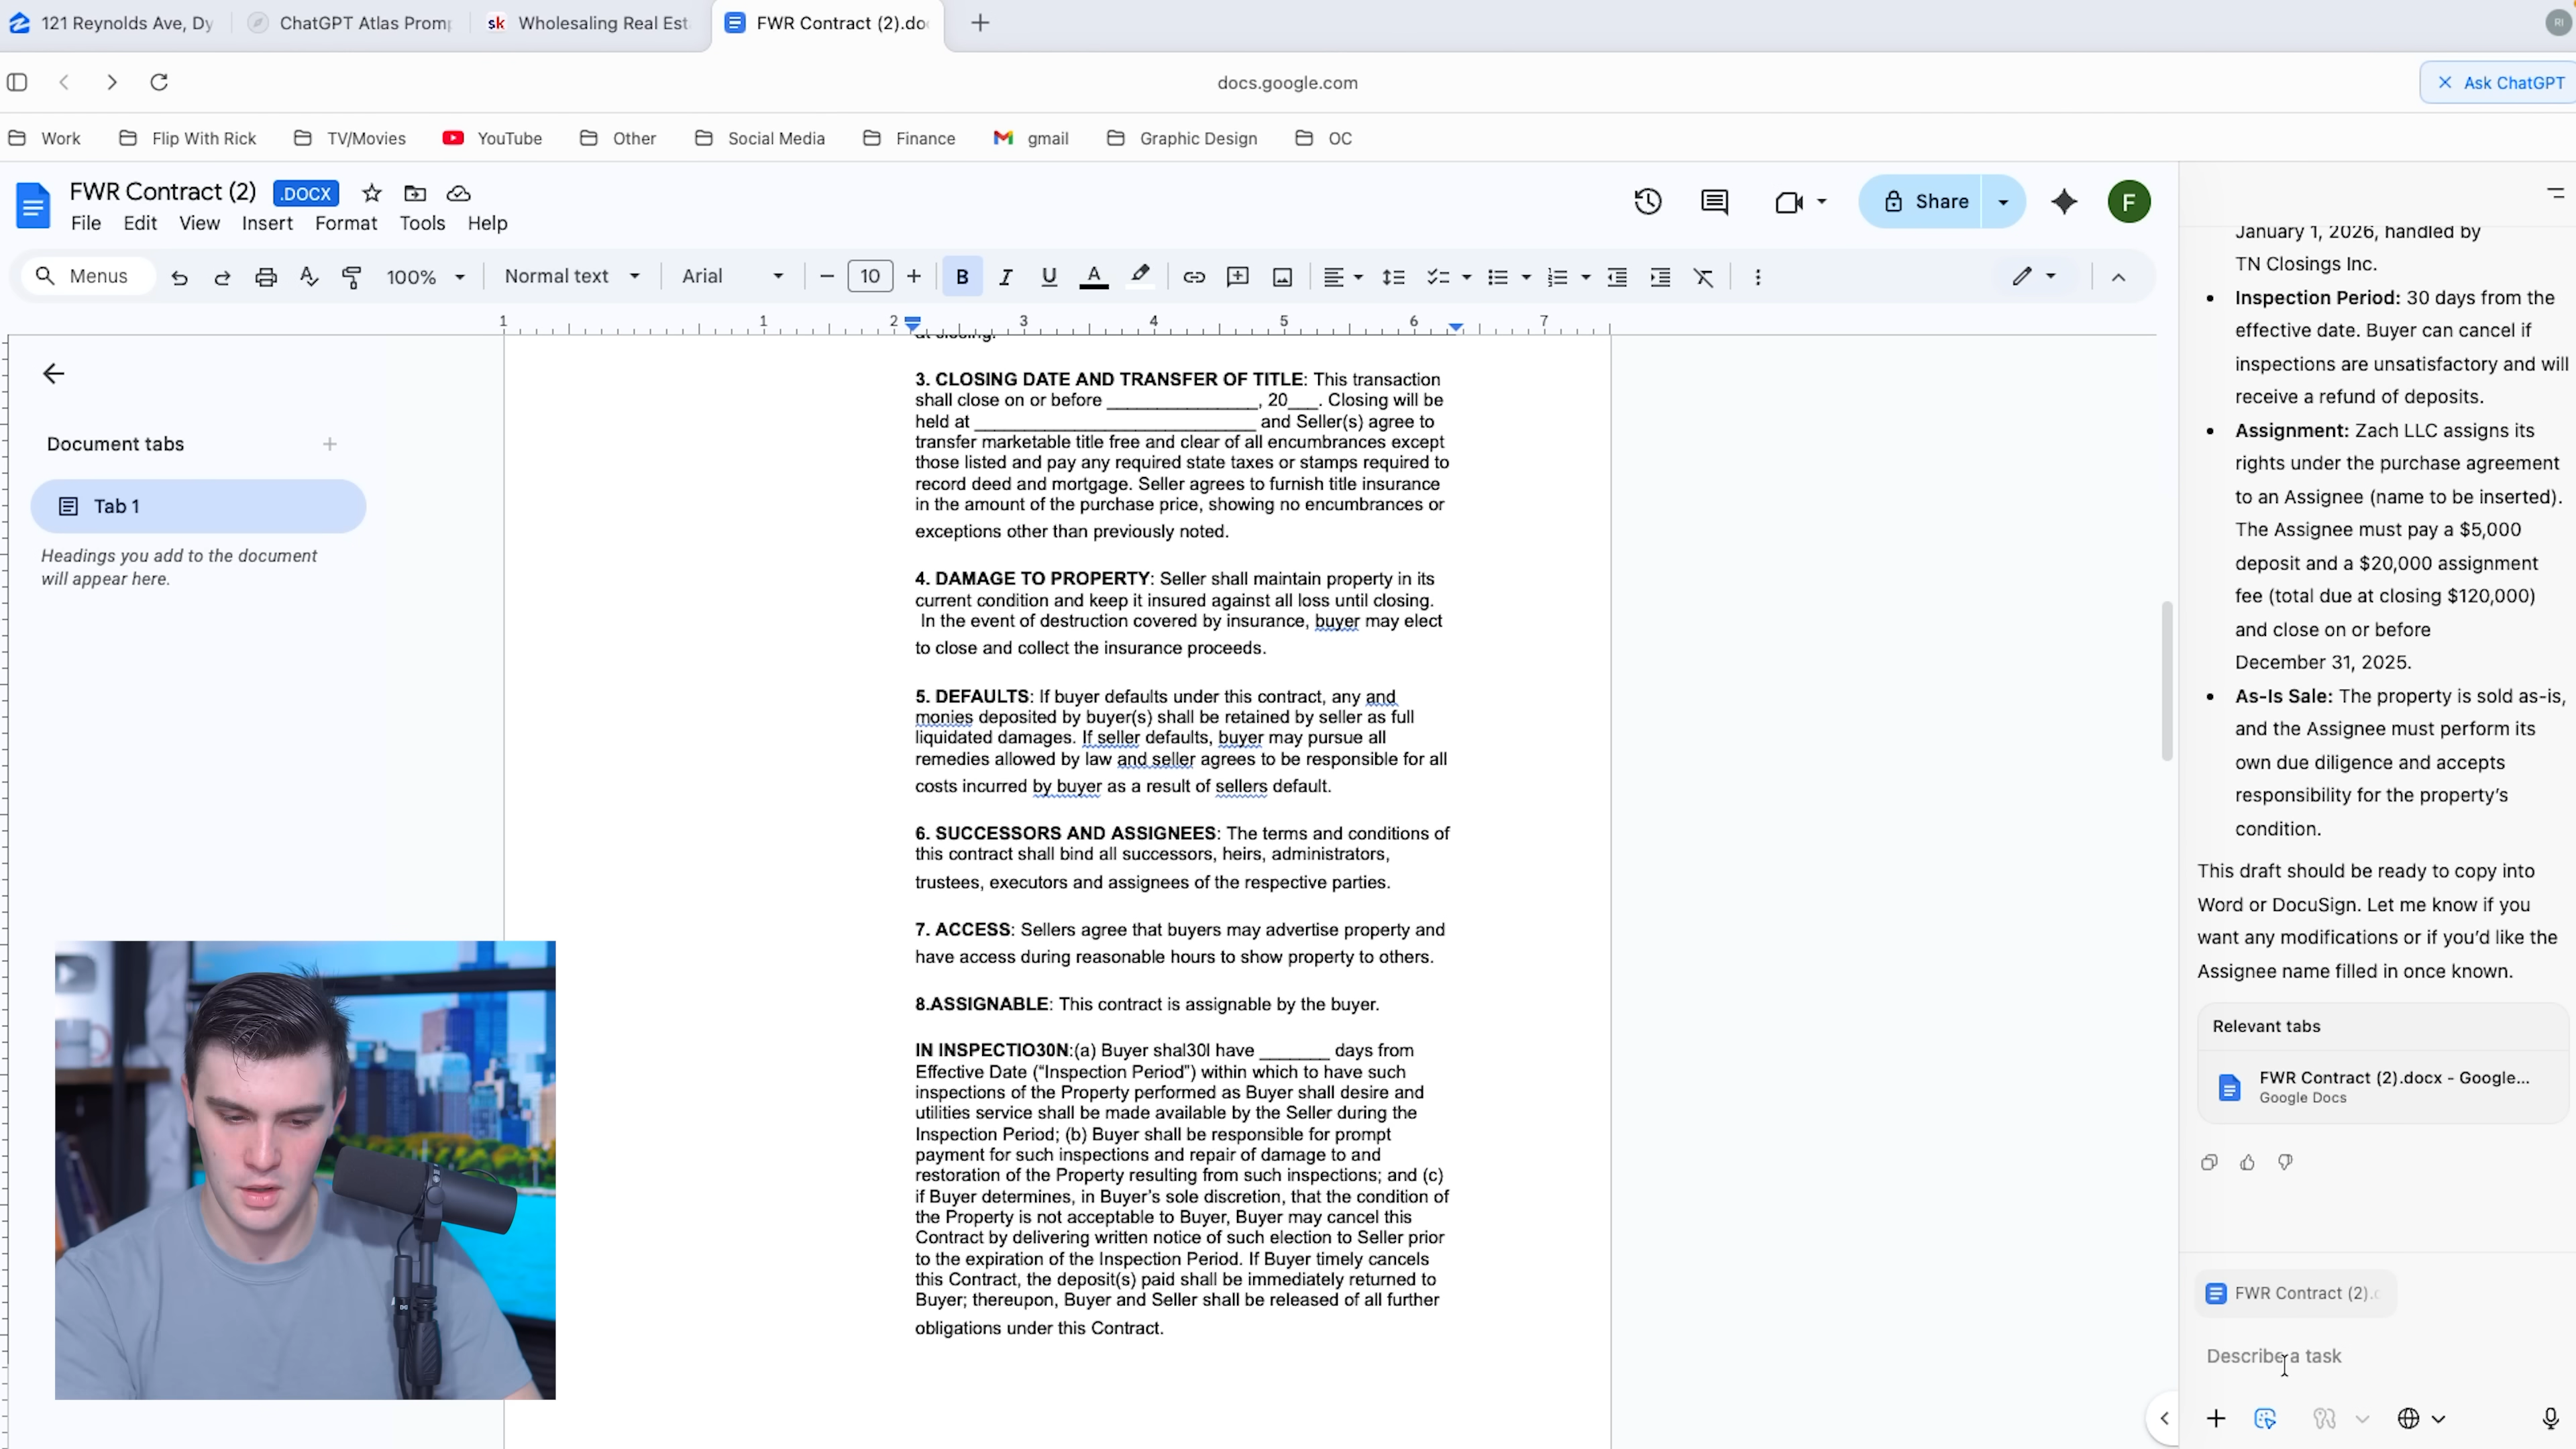 121 Reynolds Ave, Dy
ChatGPT Atlas Promp
sk Wholesaling Real Est
FWR Contract (2).do
RI
docs.google.com
Ask ChatGPT
Work
Flip With Rick
TV/Movies
YouTube
Other
Social Media
Finance
gmail
Graphic Design
OC
FWR Contract (2) .DOCX
Share
F
File Edit View Insert Format Tools Help
Menus
100%
Normal text
Arial
10
B I U A
1 1 2 3 4 5 6 7
Document tabs
Tab 1
Headings you add to the document
will appear here.
at closing.
3. CLOSING DATE AND TRANSFER OF TITLE: This transaction
shall close on or before _______________, 20___. Closing will be
held at ____________________________ and Seller(s) agree to
transfer marketable title free and clear of all encumbrances except
those listed and pay any required state taxes or stamps required to
record deed and mortgage. Seller agrees to furnish title insurance
in the amount of the purchase price, showing no encumbrances or
exceptions other than previously noted.
4. DAMAGE TO PROPERTY: Seller shall maintain property in its
current condition and keep it insured against all loss until closing.
In the event of destruction covered by insurance, buyer may elect
to close and collect the insurance proceeds.
5. DEFAULTS: If buyer defaults under this contract, any and
monies deposited by buyer(s) shall be retained by seller as full
liquidated damages. If seller defaults, buyer may pursue all
remedies allowed by law and seller agrees to be responsible for all
costs incurred by buyer as a result of sellers default.
6. SUCCESSORS AND ASSIGNEES: The terms and conditions of
this contract shall bind all successors, heirs, administrators,
trustees, executors and assignees of the respective parties.
7. ACCESS: Sellers agree that buyers may advertise property and
have access during reasonable hours to show property to others.
8.ASSIGNABLE: This contract is assignable by the buyer.
IN INSPECTIO30N:(a) Buyer shal30l have _______ days from
Effective Date (“Inspection Period”) within which to have such
inspections of the Property performed as Buyer shall desire and
utilities service shall be made available by the Seller during the
Inspection Period; (b) Buyer shall be responsible for prompt
payment for such inspections and repair of damage to and
restoration of the Property resulting from such inspections; and (c)
if Buyer determines, in Buyer’s sole discretion, that the condition of
the Property is not acceptable to Buyer, Buyer may cancel this
Contract by delivering written notice of such election to Seller prior
to the expiration of the Inspection Period. If Buyer timely cancels
this Contract, the deposit(s) paid shall be immediately returned to
Buyer; thereupon, Buyer and Seller shall be released of all further
obligations under this Contract.
January 1, 2026, handled by
TN Closings Inc.
• Inspection Period: 30 days from the
effective date. Buyer can cancel if
inspections are unsatisfactory and will
receive a refund of deposits.
• Assignment: Zach LLC assigns its
rights under the purchase agreement
to an Assignee (name to be inserted).
The Assignee must pay a $5,000
deposit and a $20,000 assignment
fee (total due at closing $120,000)
and close on or before
December 31, 2025.
• As-Is Sale: The property is sold as-is,
and the Assignee must perform its
own due diligence and accepts
responsibility for the property’s
condition.
This draft should be ready to copy into
Word or DocuSign. Let me know if you
want any modifications or if you’d like the
Assignee name filled in once known.
Relevant tabs
FWR Contract (2).docx - Google...
Google Docs
FWR Contract (2).c
Describe a task